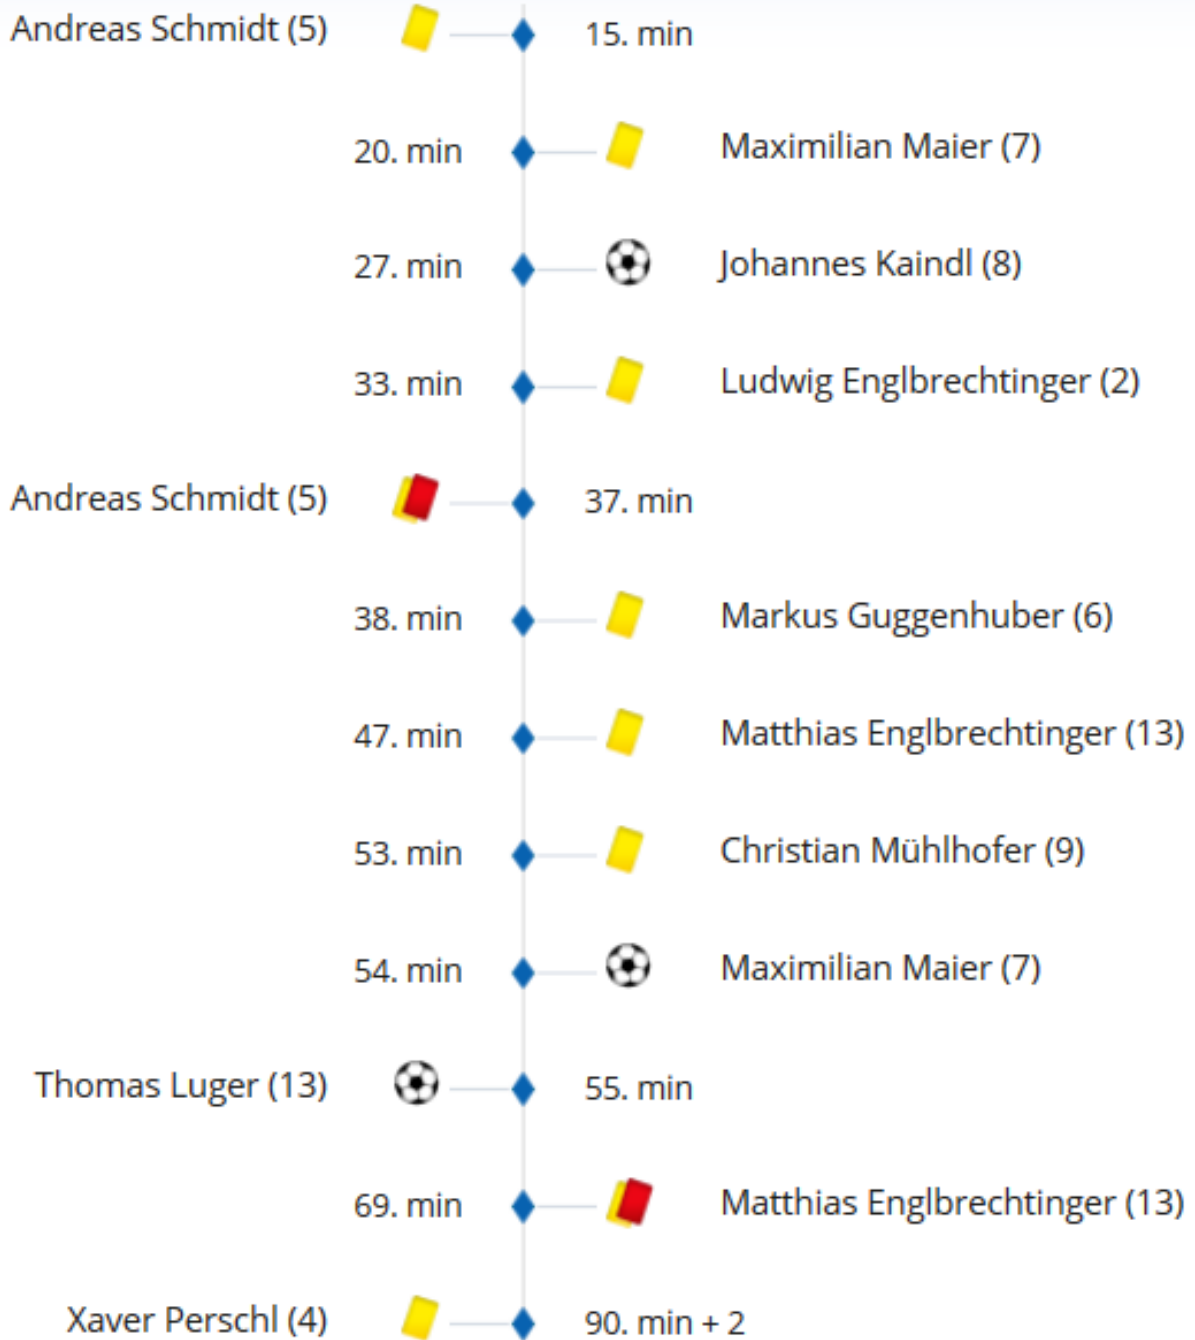 Andreas Schmidt (5) 15. min
20. min Maximilian Maier (7)
27. min Johannes Kaindl (8)
33. min Ludwig Englbrechtinger (2)
Andreas Schmidt (5) 37. min
38. min Markus Guggenhuber (6)
47. min Matthias Englbrechtinger (13)
53. min Christian Mühlhofer (9)
54. min Maximilian Maier (7)
Thomas Luger (13) 55. min
69. min Matthias Englbrechtinger (13)
Xaver Perschl (4) 90. min + 2